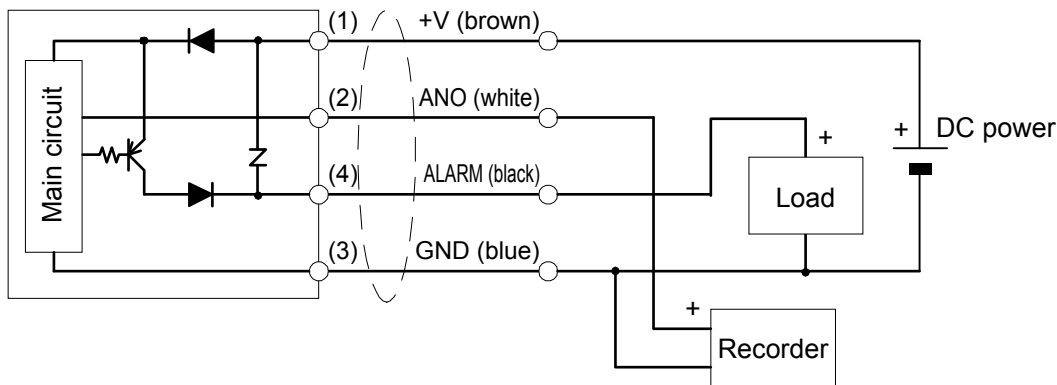 (1) +V (brown)
(2) ANO (white)
+ DC power
+
Main circuit
(4) ALARM (black)
Load
(3) GND (blue)
+
Recorder